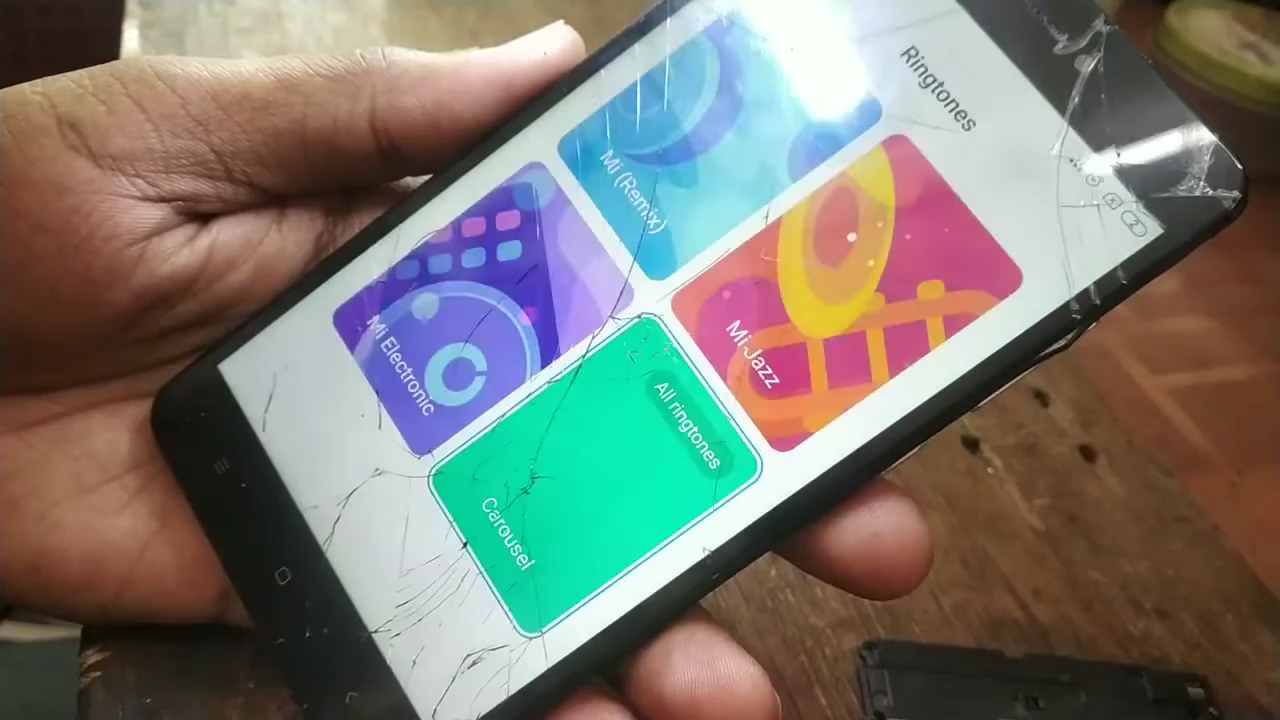 Ringtones
Mi (Remix)
Mi Jazz
Mi Electronic
All ringtones
Carousel